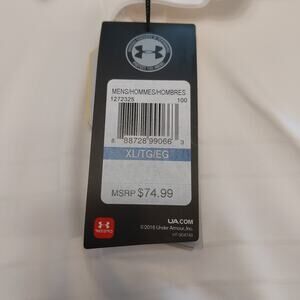 MENS/HOMMES/HOMBRES
1272325 100
8 88728 99066 3
XL/TG/EG
MSRP $74.99
UA.COM
©2016 Under Armour, Inc.